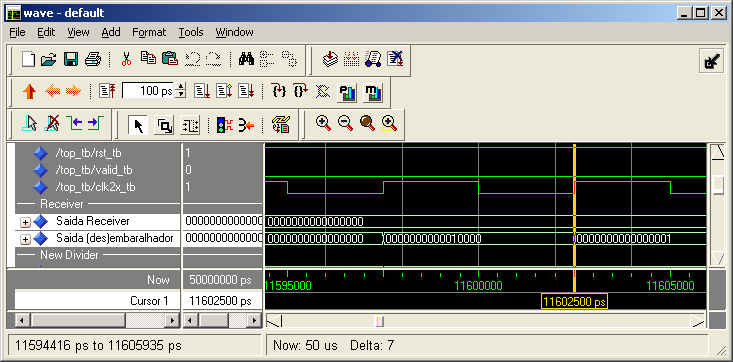 wave - default
File Edit View Add Format Tools Window
100 ps
/top_tb/rst_tb 1
/top_tb/valid_tb 0
/top_tb/clk2x_tb 1
Receiver
Saida Receiver 0000000000000 0000000000000000
Saida (des)embaralhador 0000000000000 0000000000000000 0000000000010000 0000000000000001
New Divider
Now 50000000 ps 11595000 11600000 11605000
Cursor 1 11602500 ps 11602500 ps
11594416 ps to 11605935 ps Now: 50 us Delta: 7